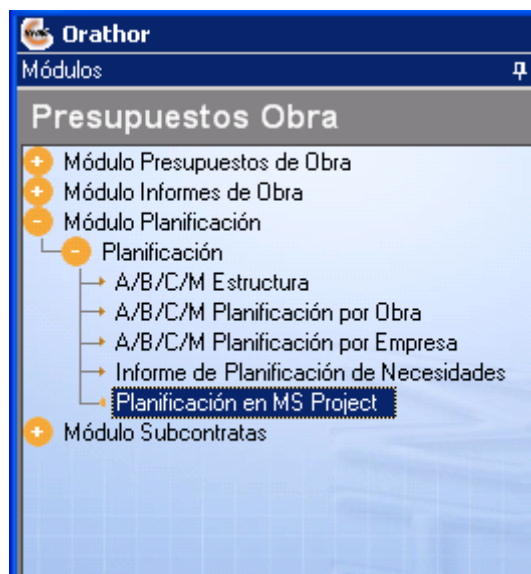 Orathor
Módulos
Presupuestos Obra
Módulo Presupuestos de Obra
Módulo Informes de Obra
Módulo Planificación
Planificación
A/B/C/M Estructura
A/B/C/M Planificación por Obra
A/B/C/M Planificación por Empresa
Informe de Planificación de Necesidades
Planificación en MS Project
Módulo Subcontratas